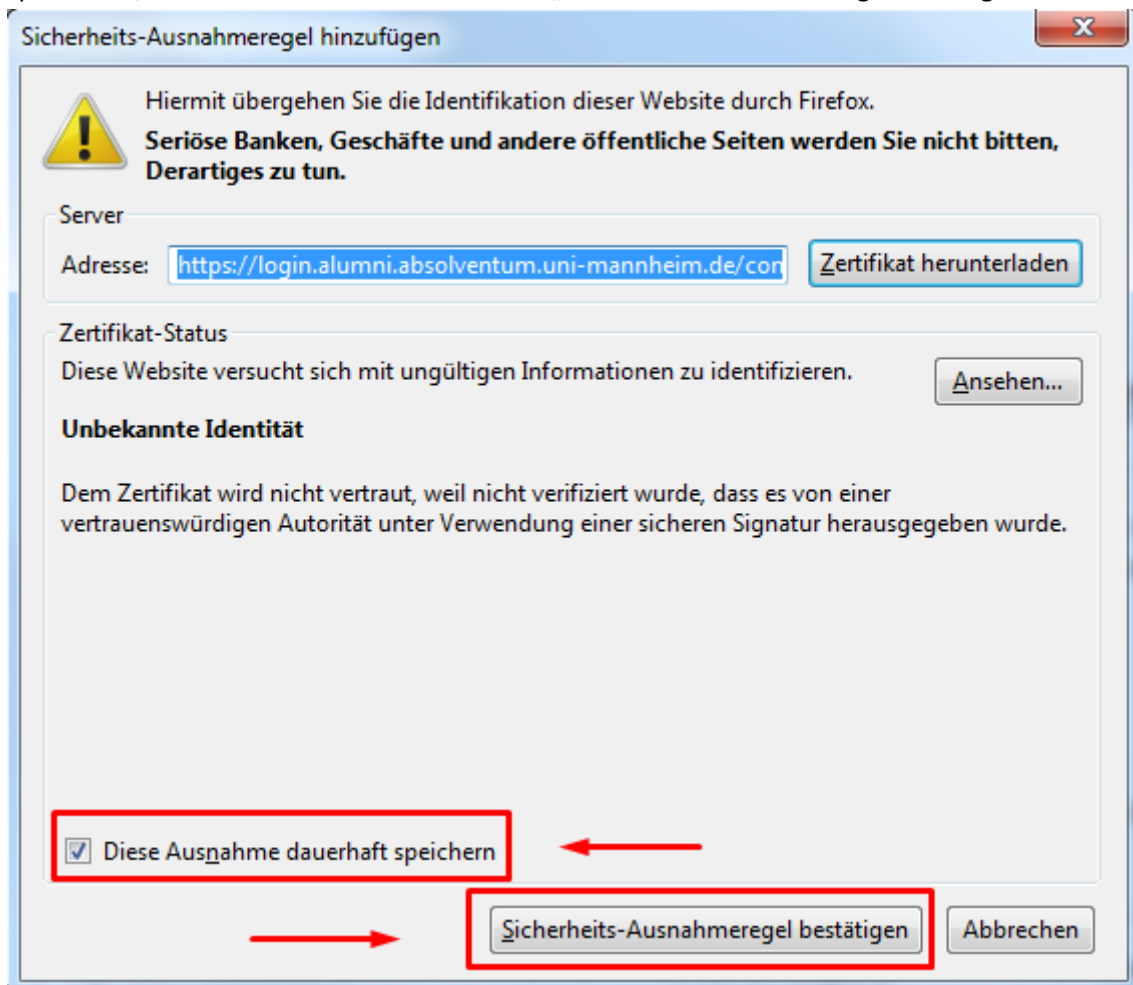 Sicherheits-Ausnahmeregel hinzufügen
Hiermit übergehen Sie die Identifikation dieser Website durch Firefox.
Seriöse Banken, Geschäfte und andere öffentliche Seiten werden Sie nicht bitten,
Derartiges zu tun.
Server
Adresse: https://login.alumni.absolventum.uni-mannheim.de/con Zertifikat herunterladen
Zertifikat-Status
Diese Website versucht sich mit ungültigen Informationen zu identifizieren. Ansehen...
Unbekannte Identität
Dem Zertifikat wird nicht vertraut, weil nicht verifiziert wurde, dass es von einer
vertrauenswürdigen Autorität unter Verwendung einer sicheren Signatur herausgegeben wurde.
Diese Ausnahme dauerhaft speichern
Sicherheits-Ausnahmeregel bestätigen Abbrechen